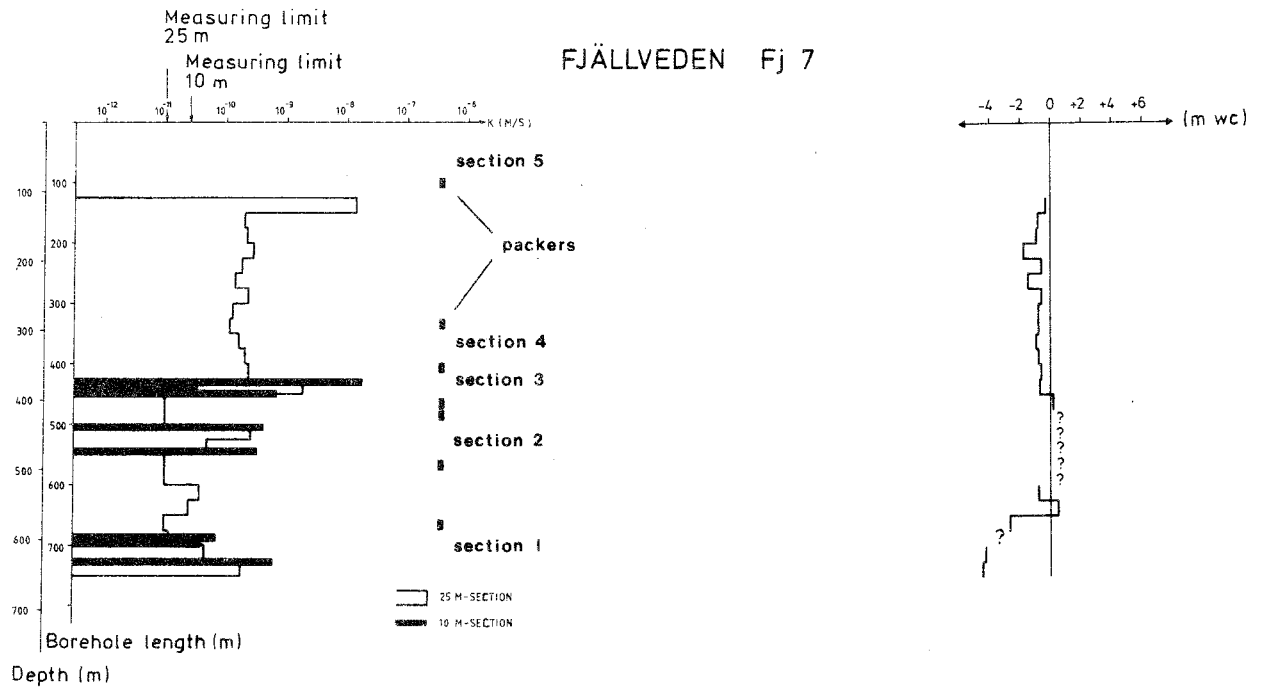 Measuring limit
25 m
Measuring limit
10 m
FJÄLLVEDEN Fj 7
10⁻¹² 10⁻¹¹ 10⁻¹⁰ 10⁻⁹ 10⁻⁸ 10⁻⁷ 10⁻⁶
K (M/S)
-4 -2 0 +2 +4 +6
(m wc)
section 5
100
100
packers
200
200
300
300
section 4
400
section 3
400
500
section 2
500
600
600
section 1
700
25 M-SECTION
700
10 M-SECTION
Borehole length (m)
Depth (m)
?
?
?
?
?
?